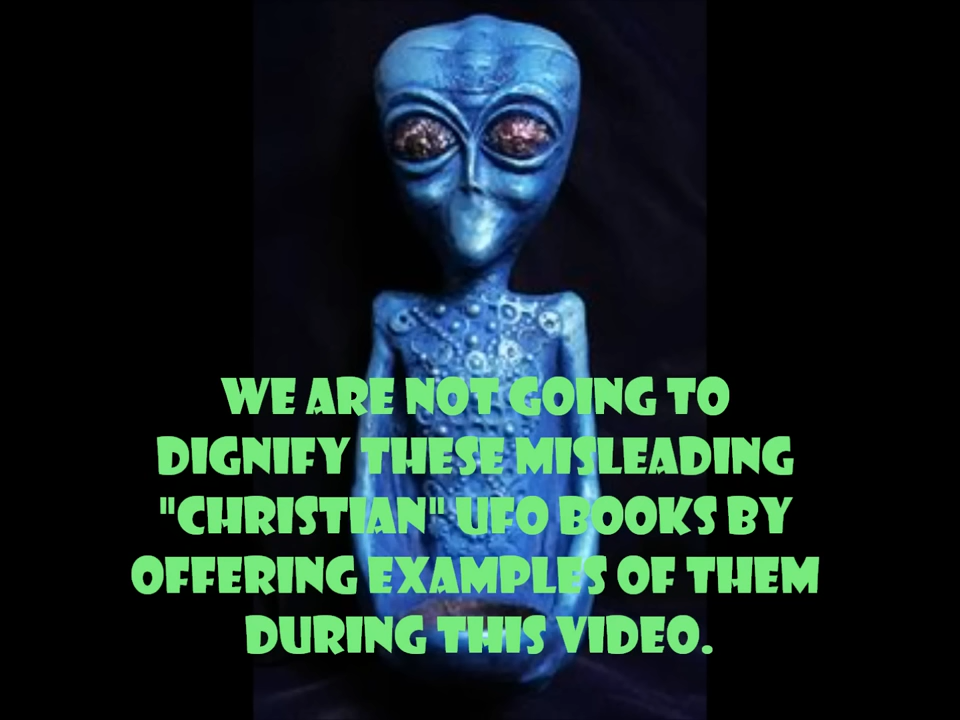 WE ARE NOT GOING TO
DIGNIFY THESE MISLEADING
"CHRISTIAN" UFO BOOKS BY
OFFERING EXAMPLES OF THEM
DURING THIS VIDEO.